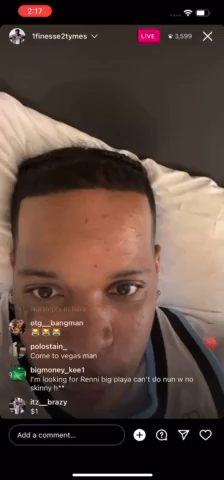 2:17
1finesse2tymes
LIVE
3,599
otg__bangman
😂😂😂
polostain_
Come to vegas man
bigmoney_kee1
I'm looking for Renni big playa can't do nun w no
skinny h**
itz__brazy
$1
Add a comment...